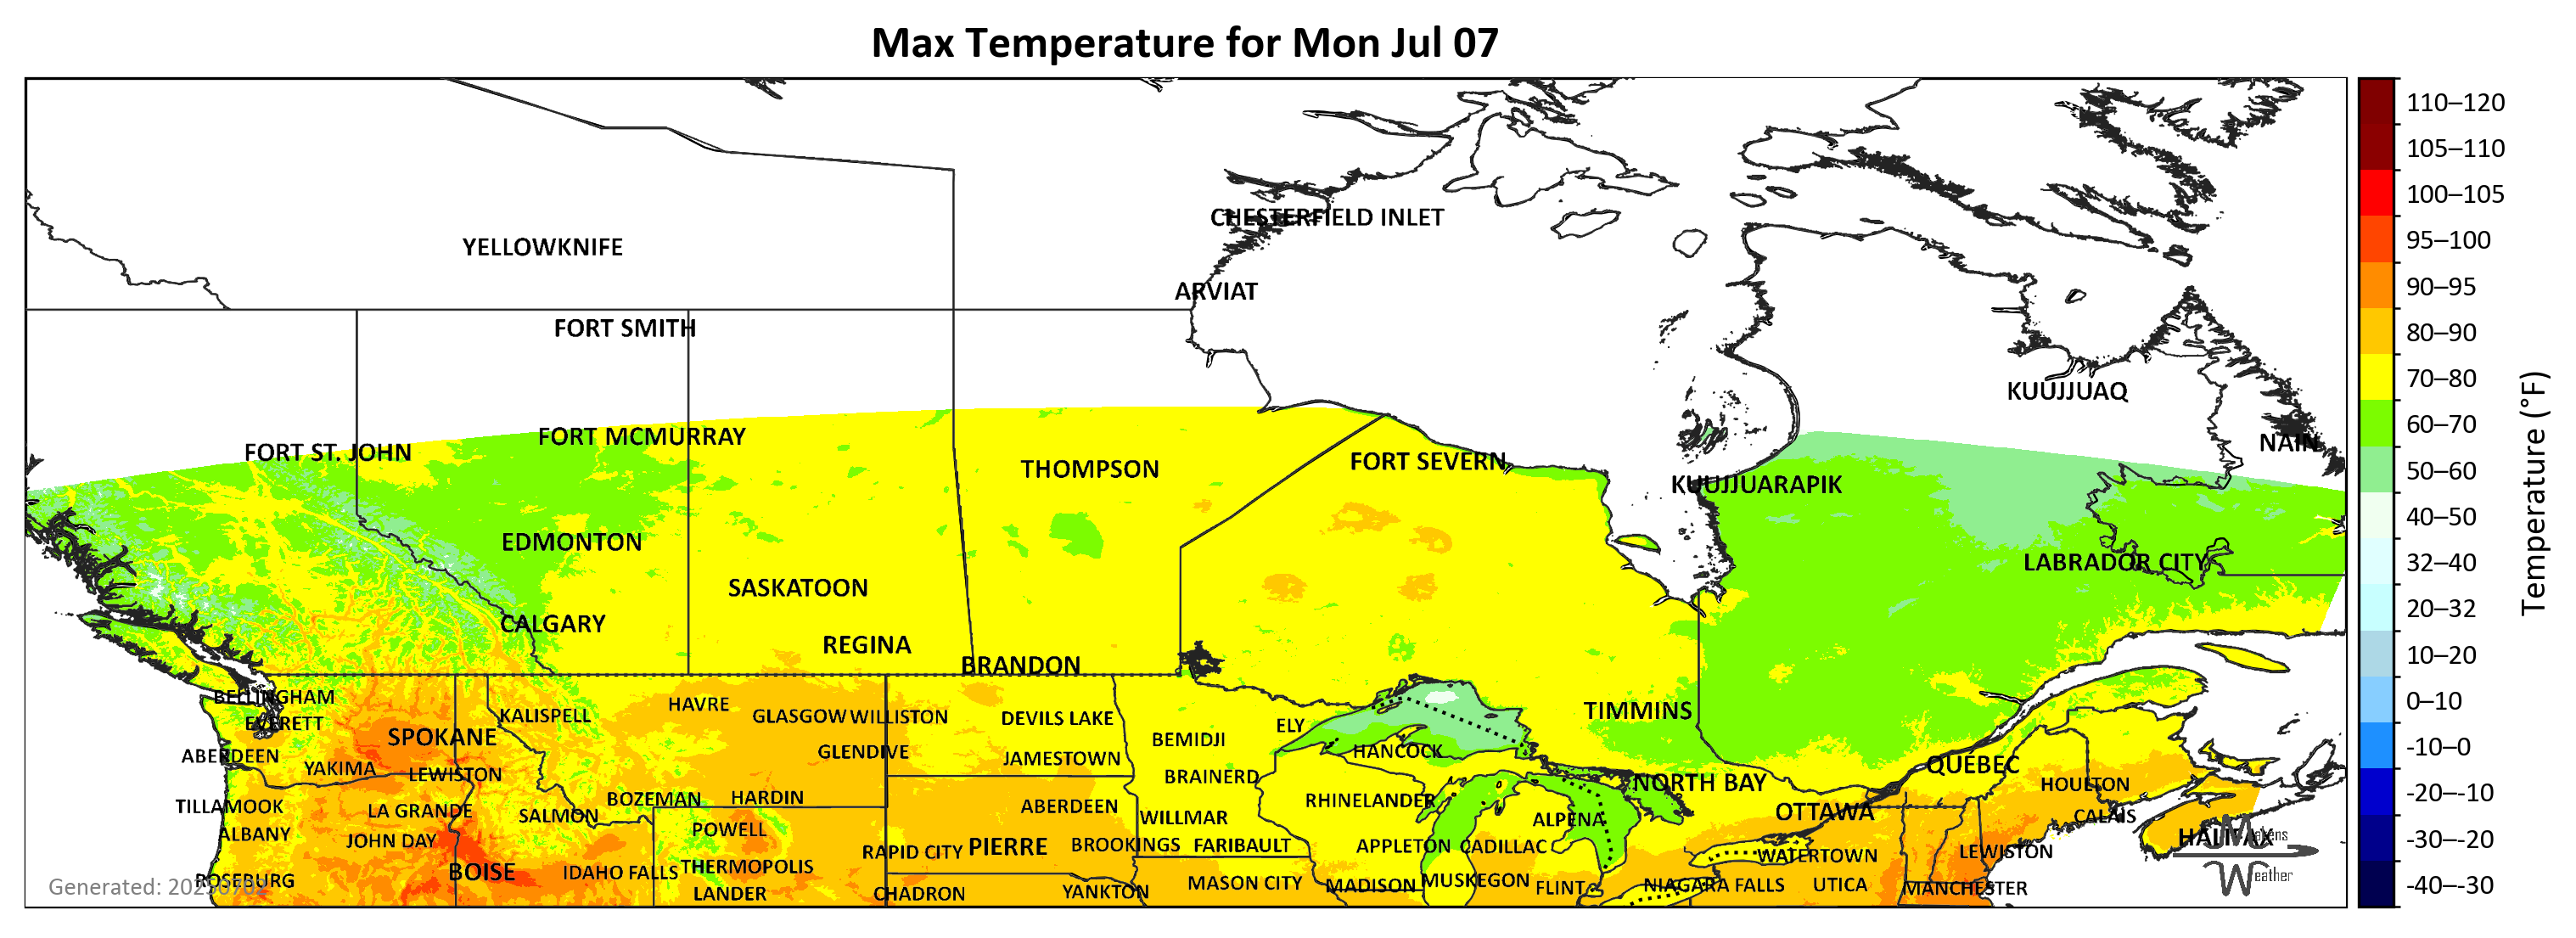 Max Temperature for Mon Jul 07
110–120
105–110
100–105
95–100
90–95
80–90
70–80
60–70
50–60
40–50
32–40
20–32
10–20
0–10
-10–0
-20–-10
-30–-20
-40–-30
Temperature (°F)
CHESTERFIELD INLET
YELLOWKNIFE
ARVIAT
FORT SMITH
KUUJJUAQ
FORT MCMURRAY
NAIN
FORT ST. JOHN
FORT SEVERN
THOMPSON
KUUJJUARAPIK
EDMONTON
LABRADOR CITY
SASKATOON
CALGARY
REGINA
BRANDON
BELLINGHAM
HAVRE
TIMMINS
KALISPELL
GLASGOW
WILLISTON
DEVILS LAKE
EVERETT
ELY
SPOKANE
BEMIDJI
GLENDIVE
HANCOCK
ABERDEEN
JAMESTOWN
QUÉBEC
YAKIMA
LEWISTON
BRAINERD
NORTH BAY
HOULTON
BOZEMAN
HARDIN
RHINELANDER
TILLAMOOK
ABERDEEN
LA GRANDE
SALMON
OTTAWA
CALAIS
WILLMAR
ALPENA
POWELL
ALBANY
HALIFAX
JOHN DAY
PIERRE
BROOKINGS
FARIBAULT
APPLETON
CADILLAC
RAPID CITY
LEWISTON
WATERTOWN
THERMOPOLIS
BOISE
IDAHO FALLS
ROSEBURG
MUSKEGON
MASON CITY
MADISON
FLINT
NIAGARA FALLS
UTICA
MANCHESTER
LANDER
CHADRON
YANKTON
Generated: 20250702
Makens
Weather